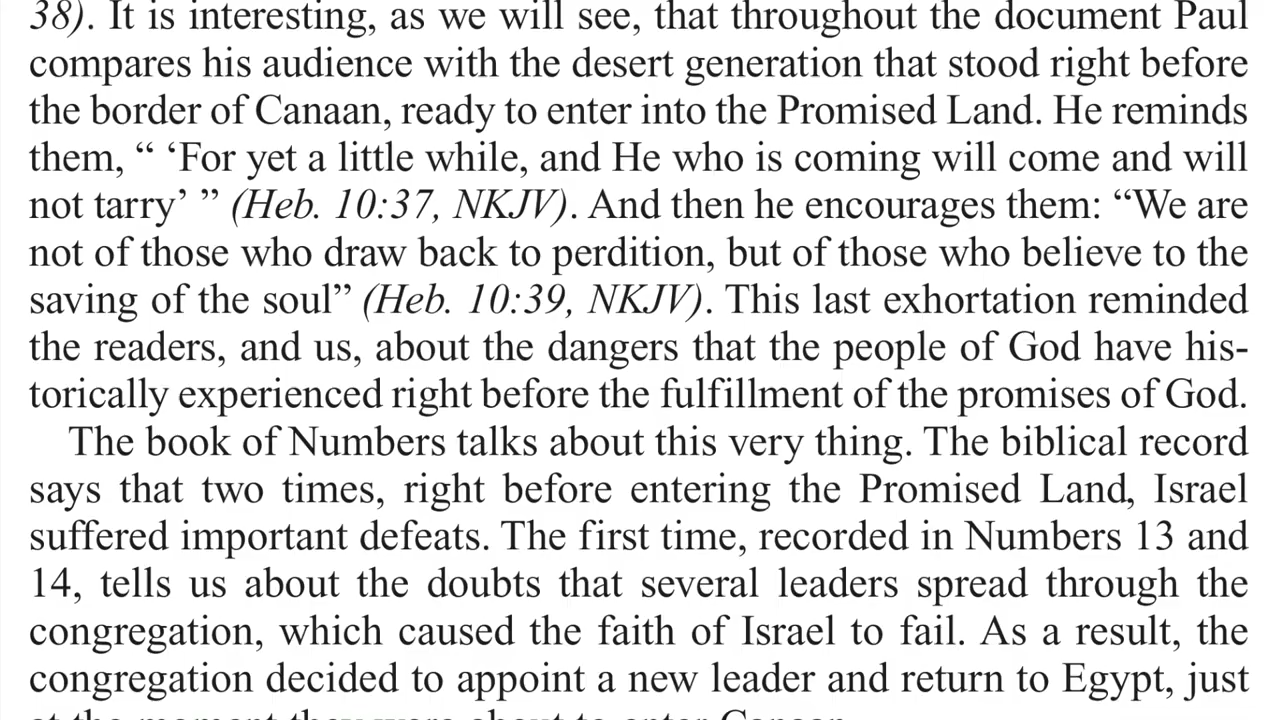 38). It is interesting, as we will see, that throughout the document Paul
compares his audience with the desert generation that stood right before
the border of Canaan, ready to enter into the Promised Land. He reminds
them, “ ‘For yet a little while, and He who is coming will come and will
not tarry’ ” (Heb. 10:37, NKJV). And then he encourages them: “We are
not of those who draw back to perdition, but of those who believe to the
saving of the soul” (Heb. 10:39, NKJV). This last exhortation reminded
the readers, and us, about the dangers that the people of God have his-
torically experienced right before the fulfillment of the promises of God.
The book of Numbers talks about this very thing. The biblical record
says that two times, right before entering the Promised Land, Israel
suffered important defeats. The first time, recorded in Numbers 13 and
14, tells us about the doubts that several leaders spread through the
congregation, which caused the faith of Israel to fail. As a result, the
congregation decided to appoint a new leader and return to Egypt, just
at the moment they were about to enter Canaan.